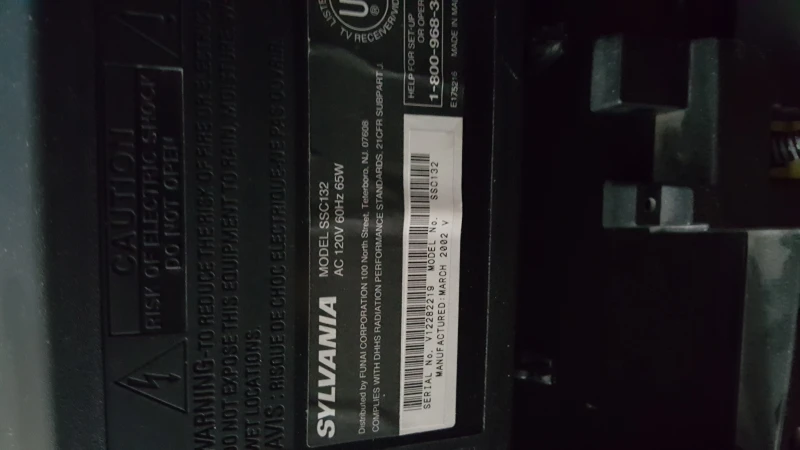 CAUTION
RISK OF ELECTRIC SHOCK
DO NOT OPEN
WARNING-TO REDUCE THE RISK OF FIRE OR ELECTRIC
DO NOT EXPOSE THIS EQUIPMENT TO RAIN, MOISTURE
WET LOCATIONS.
AVIS: RISQUE DE CHOC ELECTRIQUE-NE PAS OUVRIR
SYLVANIA MODEL SSC132
AC 120V 60Hz 65W
Distributed by FUNAI CORPORATION 100 North Street, Teterboro, NJ. 07608
COMPLIES WITH DHHS RADIATION PERFORMANCE STANDARDS, 21CFR SUBPART J.
SERIAL No. V12282219 MODEL No. SSC132
MANUFACTURED: MARCH 2002 V
U
®
LISTED
TV RECEIVER/VID
HELP FOR SET-UP
OR OPER
1-800-968-3
E175216 MADE IN MA